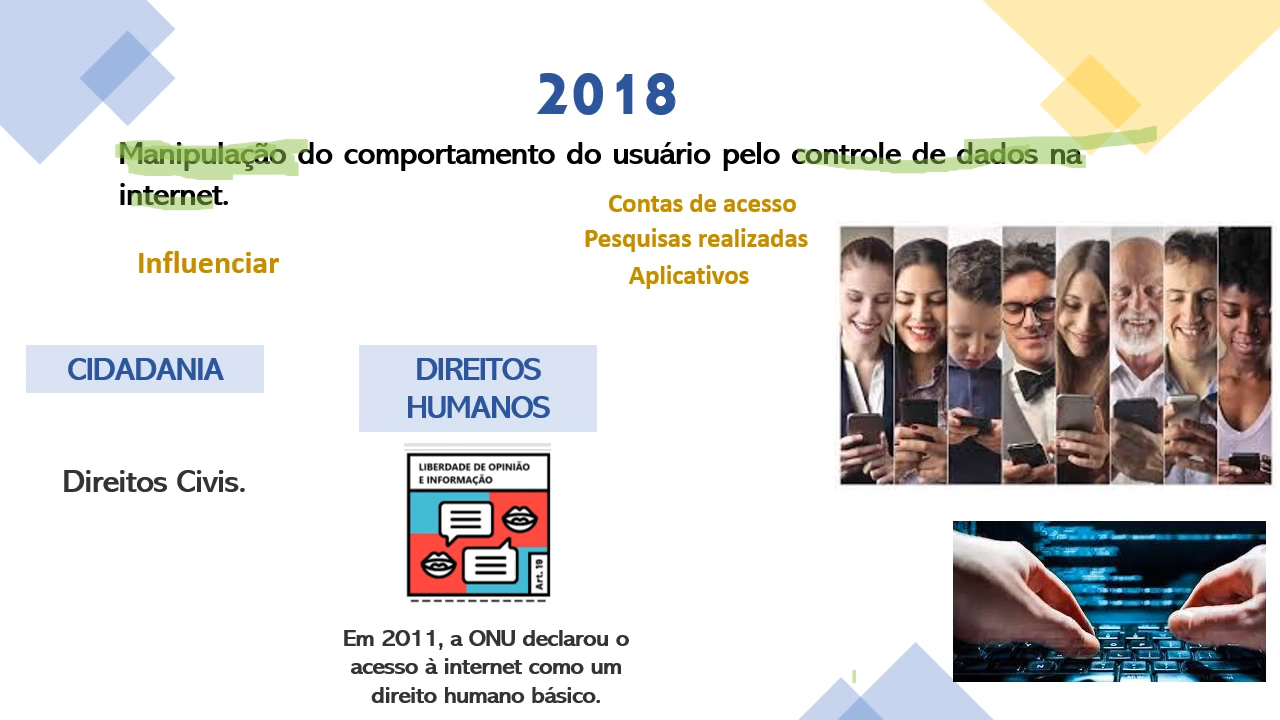 2018
Manipulação do comportamento do usuário pelo controle de dados na
internet.
Contas de acesso
Pesquisas realizadas
Aplicativos
Influenciar
CIDADANIA
Direitos Civis.
DIREITOS
HUMANOS
LIBERDADE DE OPINIÃO
E INFORMAÇÃO
Art. 19
Em 2011, a ONU declarou o
acesso à internet como um
direito humano básico.